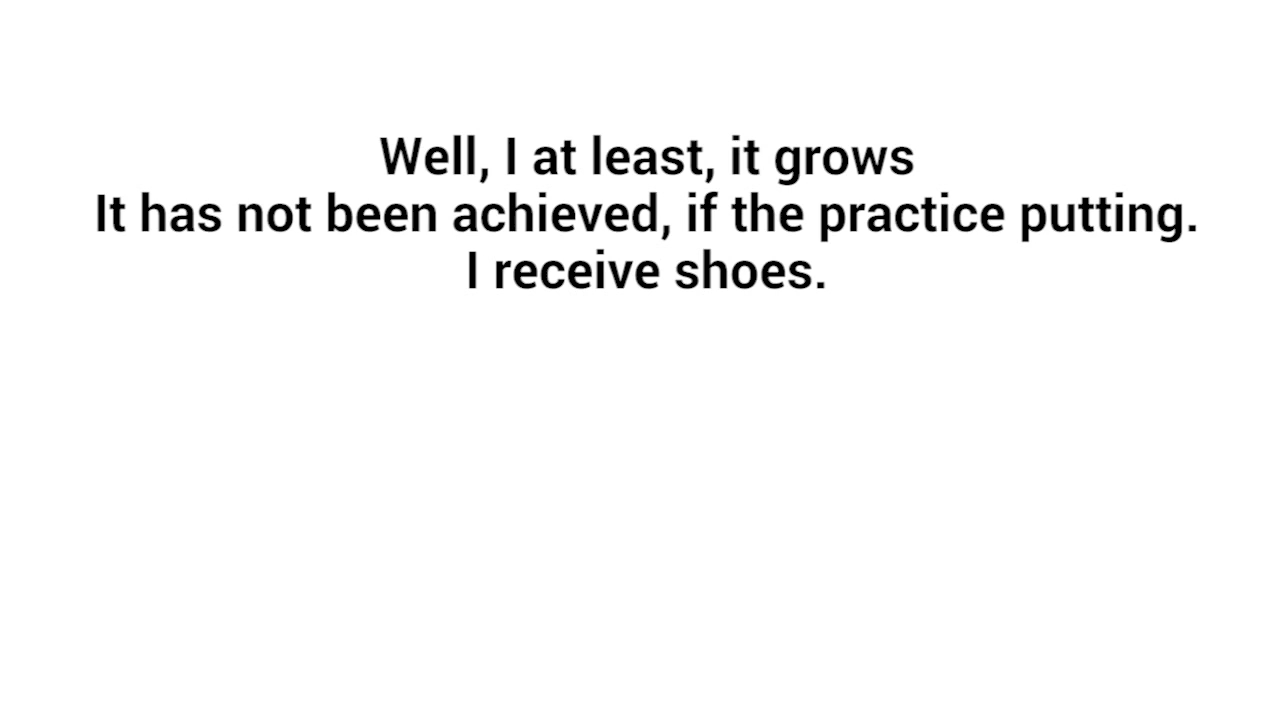 Well, I at least, it grows
It has not been achieved, if the practice putting.
I receive shoes.